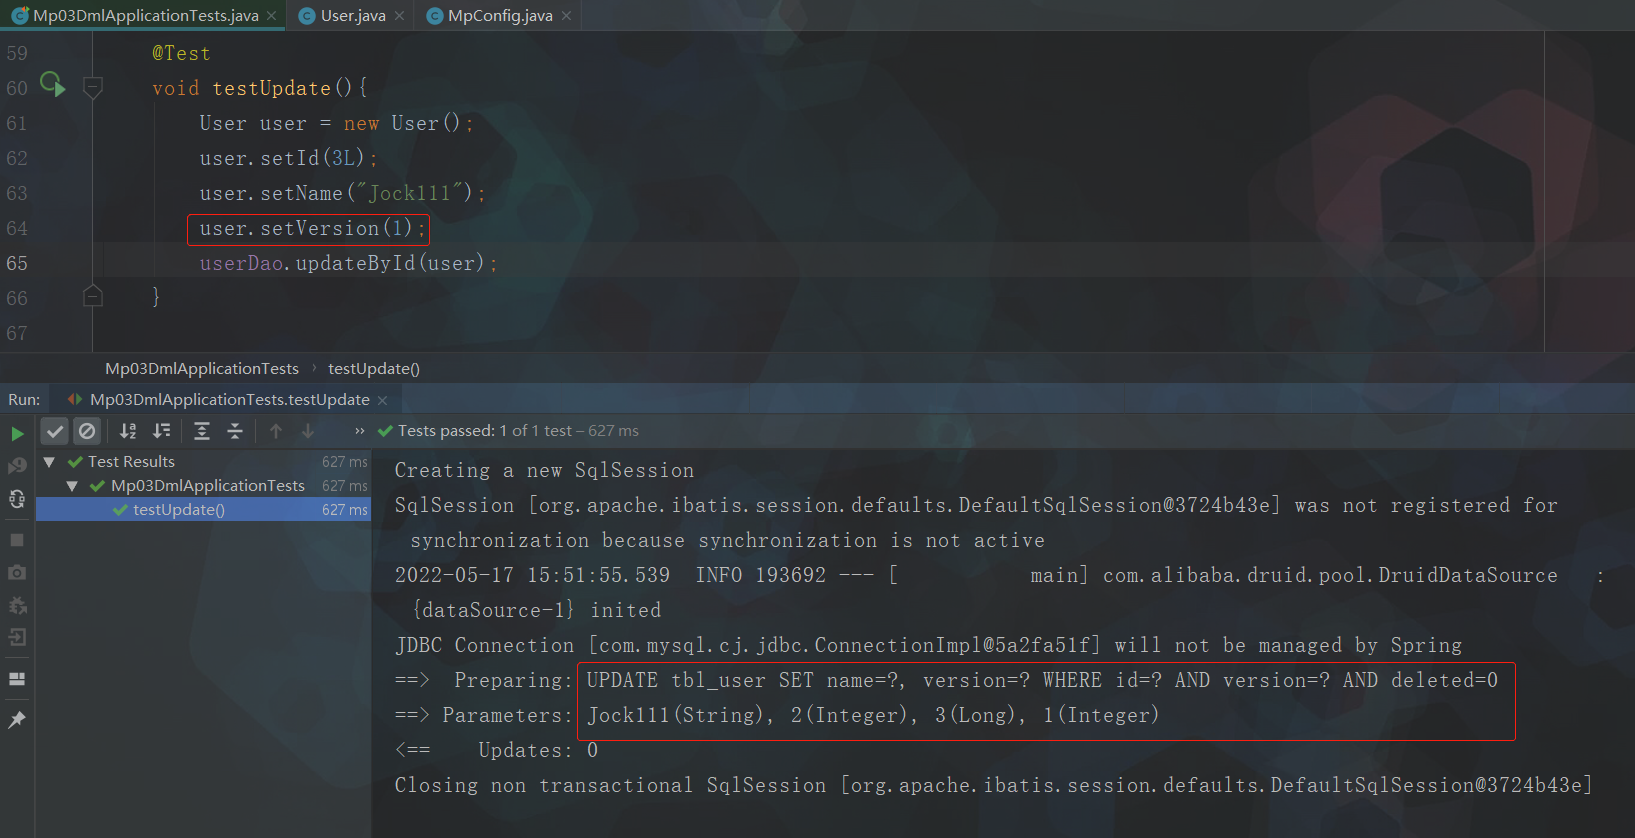 Mp03DmlApplicationTests.java
User.java
MpConfig.java
59 @Test
60 void testUpdate(){
61 User user = new User();
62 user.setId(3L);
63 user.setName("Jock111");
64 user.setVersion(1);
65 userDao.updateById(user);
66 }
67
Mp03DmlApplicationTests › testUpdate()
Run: Mp03DmlApplicationTests.testUpdate
» Tests passed: 1 of 1 test – 627 ms
Test Results 627 ms
Mp03DmlApplicationTests 627 ms
testUpdate() 627 ms
Creating a new SqlSession
SqlSession [org.apache.ibatis.session.defaults.DefaultSqlSession@3724b43e] was not registered for
synchronization because synchronization is not active
2022-05-17 15:51:55.539  INFO 193692 --- [           main] com.alibaba.druid.pool.DruidDataSource   :
{dataSource-1} inited
JDBC Connection [com.mysql.cj.jdbc.ConnectionImpl@5a2fa51f] will not be managed by Spring
==>  Preparing: UPDATE tbl_user SET name=?, version=? WHERE id=? AND version=? AND deleted=0
==> Parameters: Jock111(String), 2(Integer), 3(Long), 1(Integer)
<==    Updates: 0
Closing non transactional SqlSession [org.apache.ibatis.session.defaults.DefaultSqlSession@3724b43e]